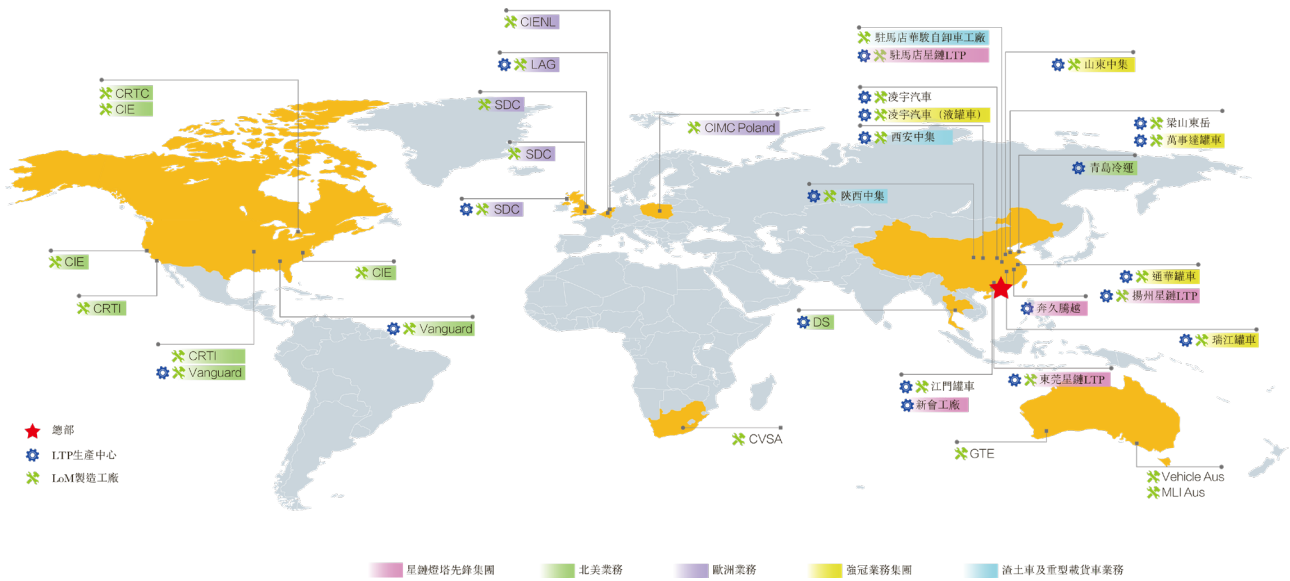 CIENL
LAG
CRTC
CIE
SDC
SDC
SDC
CIMC Poland
駐馬店華駿自卸車工廠
駐馬店星鏈LTP
山東中集
凌宇汽車
凌宇汽車（液罐車）
西安中集
梁山東岳
萬事達罐車
青島冷運
陝西中集
CIE
CRTI
CIE
Vanguard
CRTI
Vanguard
DS
通華罐車
揚州星鏈LTP
奔久騰越
瑞江罐車
江門罐車
新會工廠
東莞星鏈LTP
CVSA
GTE
Vehicle Aus
MLI Aus
總部
LTP生產中心
LoM製造工廠
星鏈燈塔先鋒集團
北美業務
歐洲業務
強冠業務集團
渣土車及重型載貨車業務